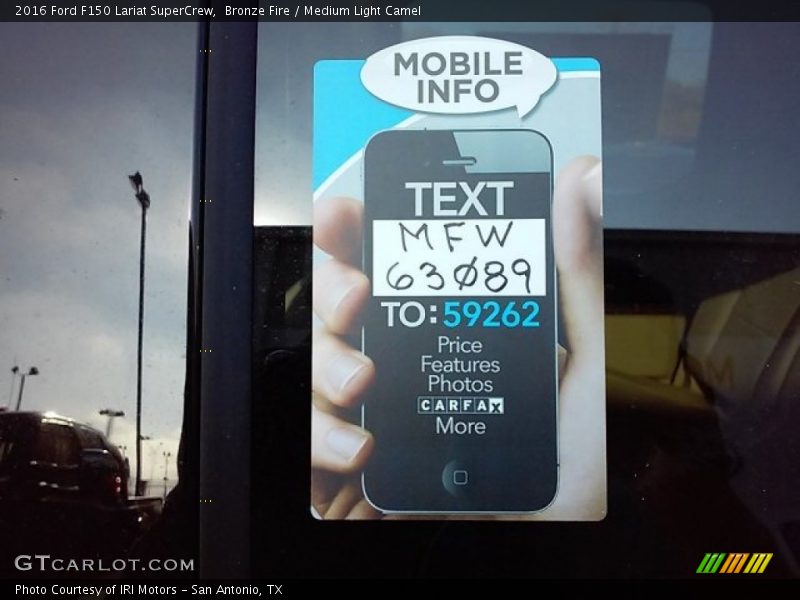 2016 Ford F150 Lariat SuperCrew,  Bronze Fire / Medium Light Camel
MOBILE
INFO
TEXT
MFW
63089
TO: 59262
Price
Features
Photos
CARFAX
More
GTCARLOT.COM
Photo Courtesy of IRI Motors - San Antonio, TX